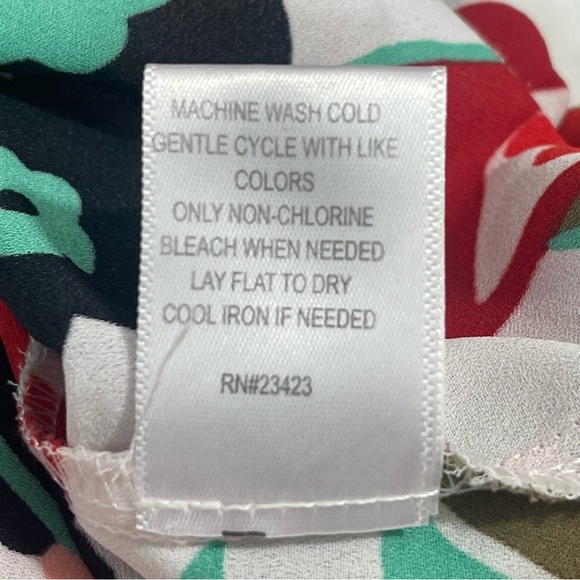 MACHINE WASH COLD
GENTLE CYCLE WITH LIKE
COLORS
ONLY NON-CHLORINE
BLEACH WHEN NEEDED
LAY FLAT TO DRY
COOL IRON IF NEEDED
RN#23423